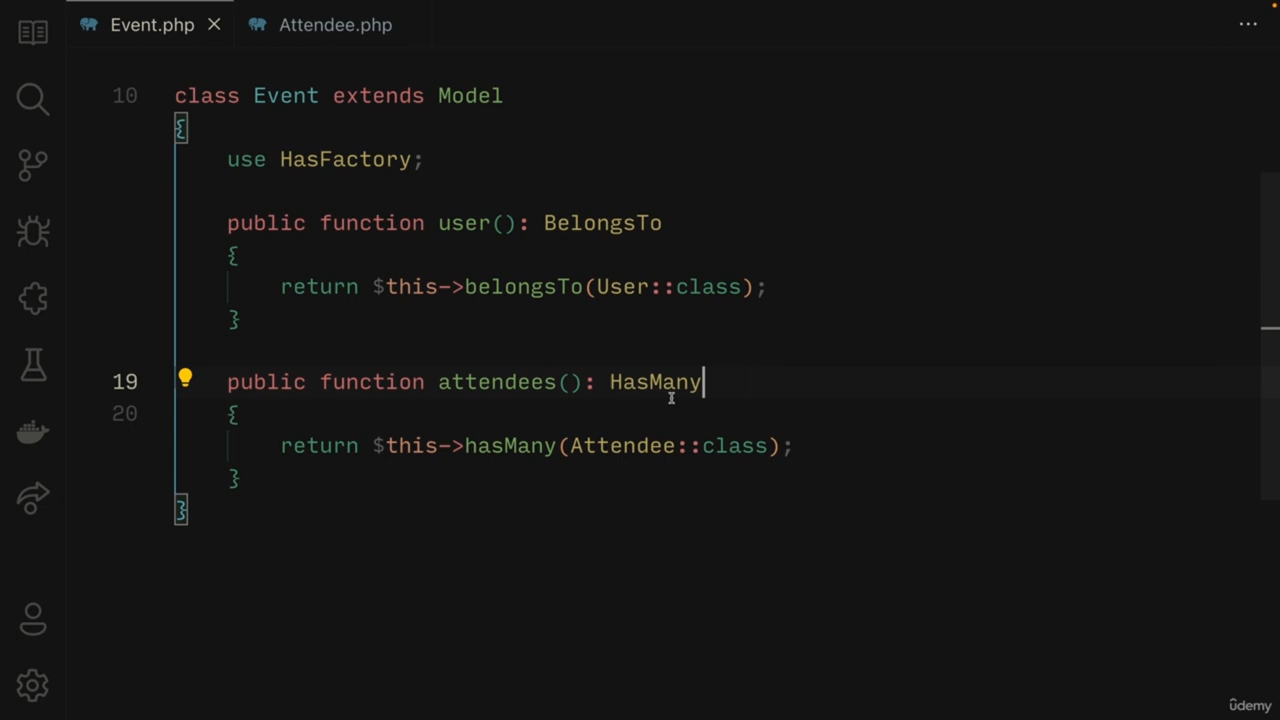 Event.php
Attendee.php
10 class Event extends Model
{
use HasFactory;
public function user(): BelongsTo
{
return $this->belongsTo(User::class);
}
19 public function attendees(): HasMany
20 {
return $this->hasMany(Attendee::class);
}
}
udemy